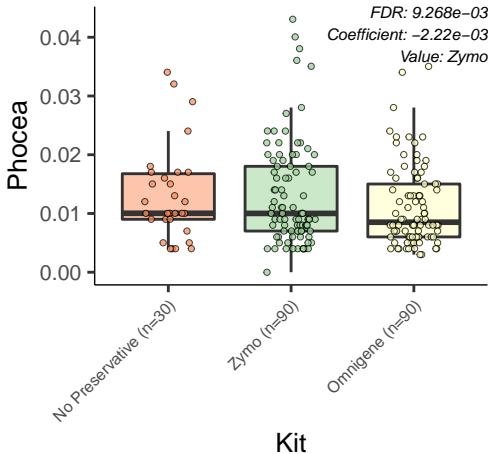 FDR: 9.268e−03
Coefficient: −2.22e−03
Value: Zymo
Phocea
0.04
0.03
0.02
0.01
0.00
No Preservative (n=30)
Zymo (n=90)
Omnigene (n=90)
Kit